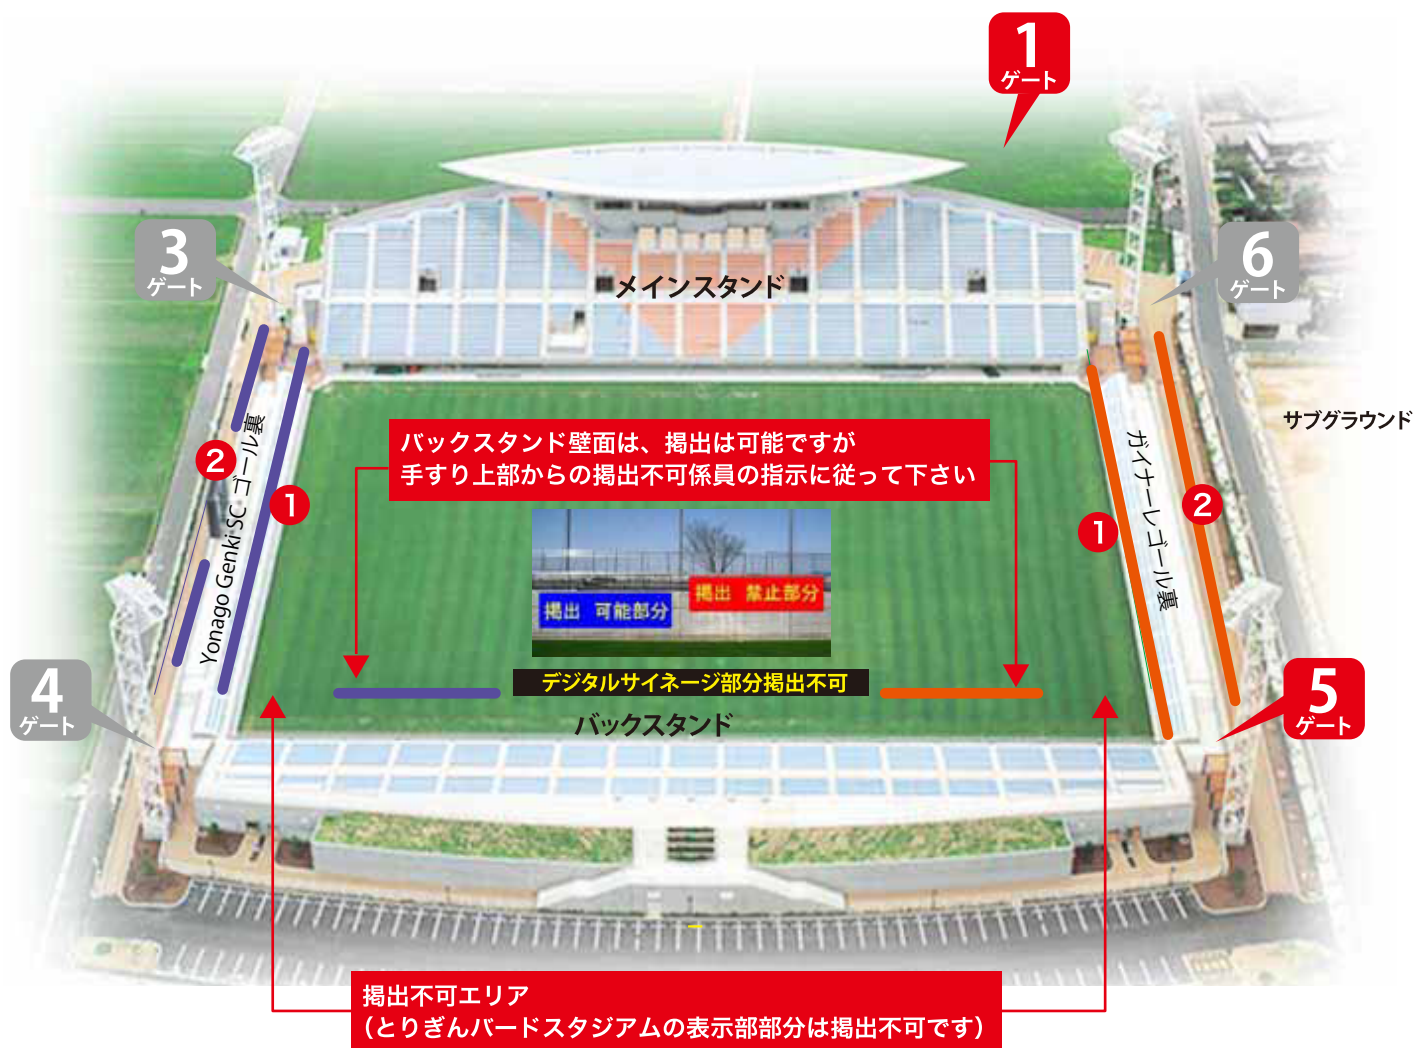 1
ゲート
3
ゲート
6
ゲート
メインスタンド
サブグラウンド
バックスタンド壁面は、掲出は可能ですが
手すり上部からの掲出不可係員の指示に従って下さい
2
Yonago Genki SC ゴール裏
1
1
ガイナーレゴール裏
2
掲出 可能部分
掲出 禁止部分
デジタルサイネージ部分掲出不可
バックスタンド
4
ゲート
5
ゲート
掲出不可エリア
（とりぎんバードスタジアムの表示部部分は掲出不可です）